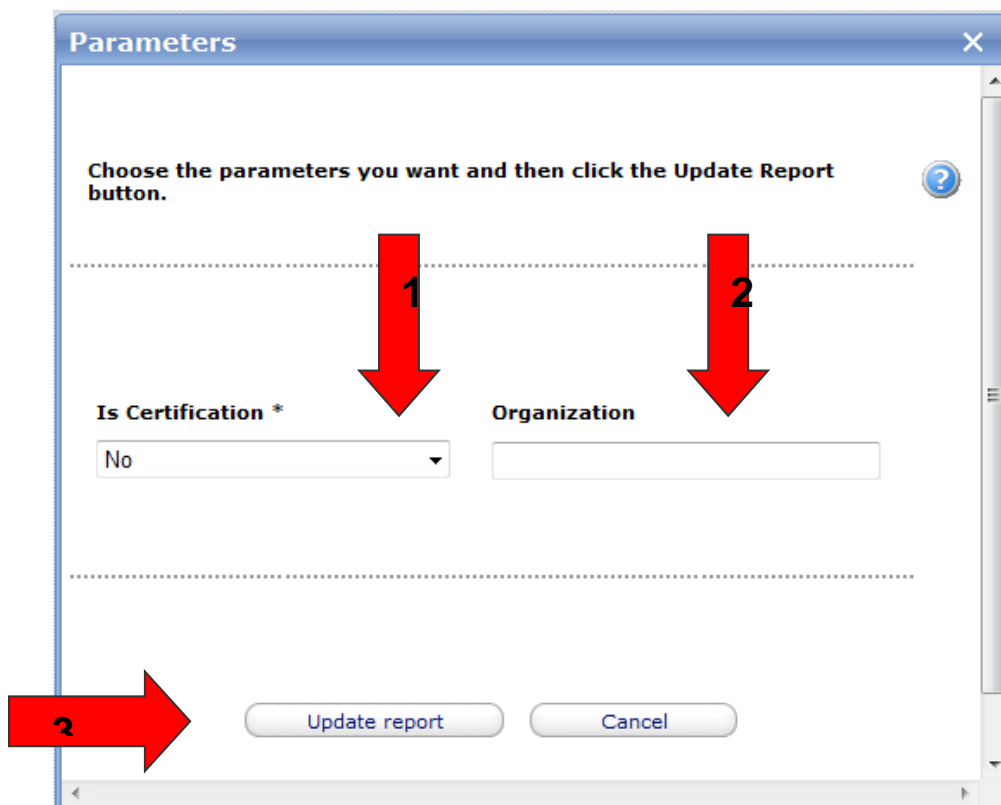 Parameters
Choose the parameters you want and then click the Update Report
button.
1
2
Is Certification *
Organization
No
3
Update report
Cancel